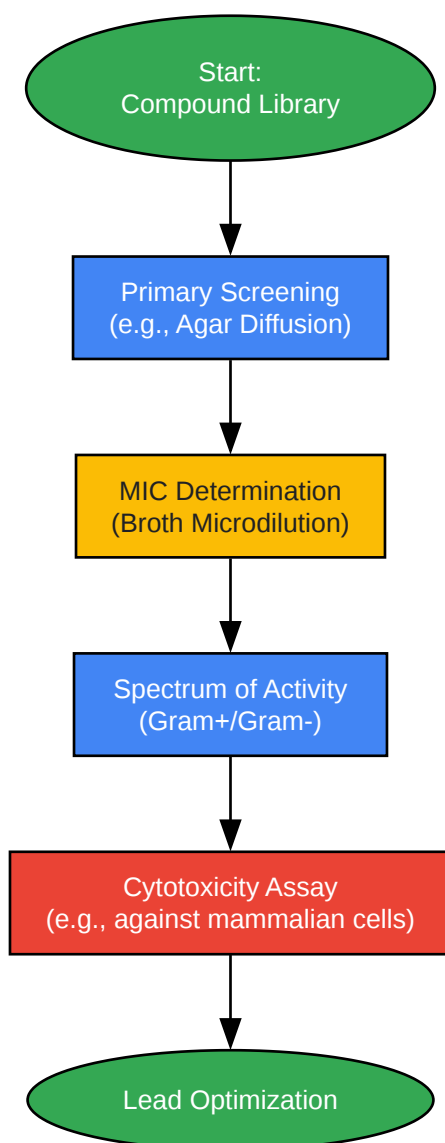 Start:
Compound Library
Primary Screening
(e.g., Agar Diffusion)
MIC Determination
(Broth Microdilution)
Spectrum of Activity
(Gram+/Gram-)
Cytotoxicity Assay
(e.g., against mammalian cells)
Lead Optimization